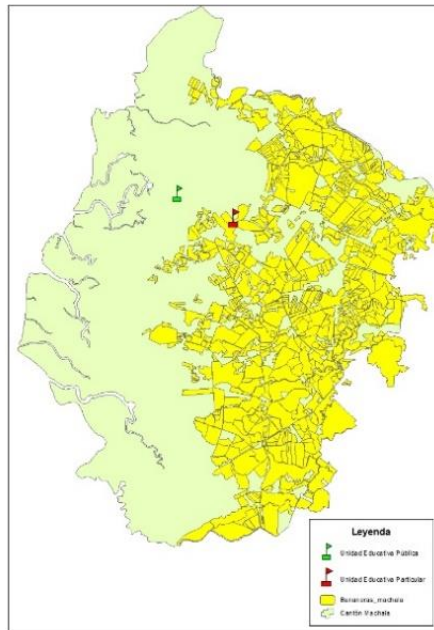 Leyenda
Unidad Educativa Pública
Unidad Educativa Particular
Bananeras_machala
Cantón Machala